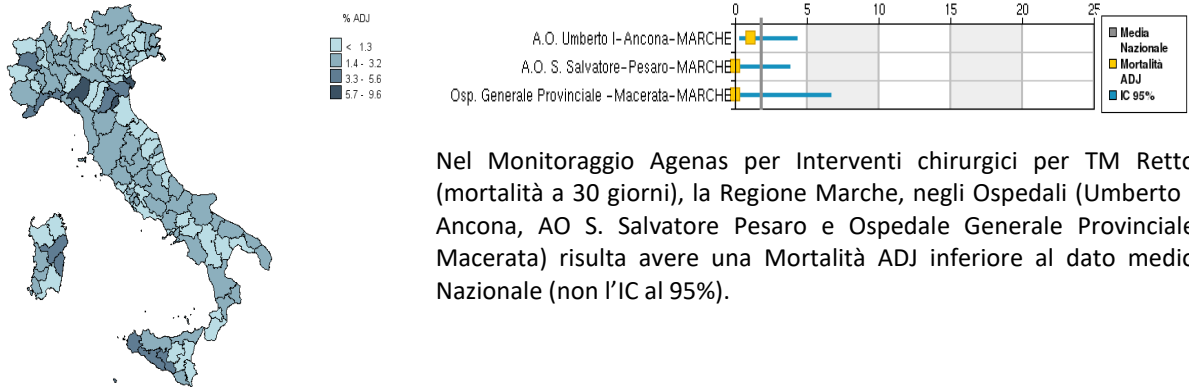 % ADJ
< 1.3
1.4 - 3.2
3.3 - 5.6
5.7 - 9.6
0 5 10 15 20 25
A.O. Umberto I-Ancona-MARCHE
A.O. S. Salvatore-Pesaro-MARCHE
Osp. Generale Provinciale -Macerata-MARCHE
Media
Nazionale
Mortalità
ADJ
IC 95%
Nel Monitoraggio Agenas per Interventi chirurgici per TM Retto
(mortalità a 30 giorni), la Regione Marche, negli Ospedali (Umberto
Ancona, AO S. Salvatore Pesaro e Ospedale Generale Provinciale
Macerata) risulta avere una Mortalità ADJ inferiore al dato medio
Nazionale (non l'IC al 95%).